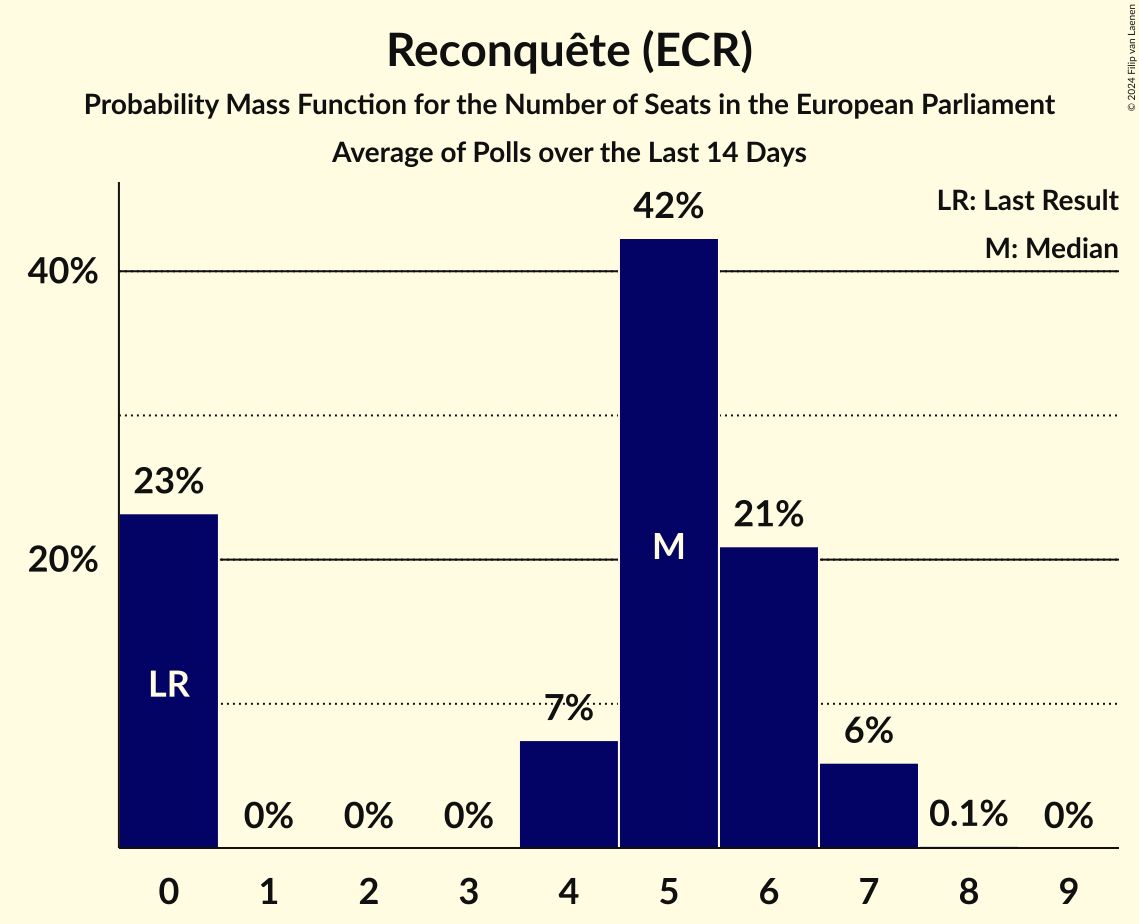 Reconquête (ECR)
Probability Mass Function for the Number of Seats in the European Parliament
Average of Polls over the Last 14 Days
© 2024 Filip van Laenen
LR: Last Result
M: Median
42%
40%
23%
21%
M
20%
LR
7%
6%
0%
0%
0%
0.1%
0%
0 1 2 3 4 5 6 7 8 9